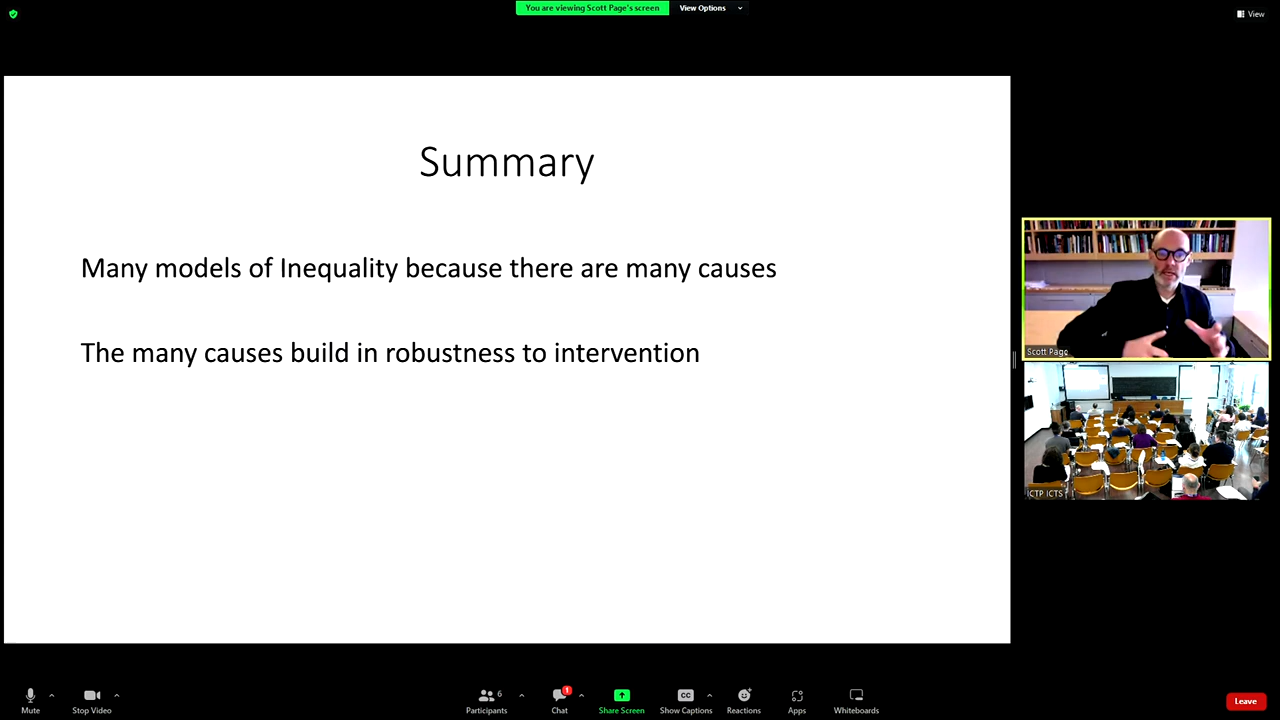 You are viewing Scott Page's screen
View Options
View
Summary
Many models of Inequality because there are many causes
The many causes build in robustness to intervention
Scott Page
ICTP ICTS
Mute
Stop Video
6
Participants
1
Chat
Share Screen
CC
Show Captions
Reactions
Apps
Whiteboards
Leave